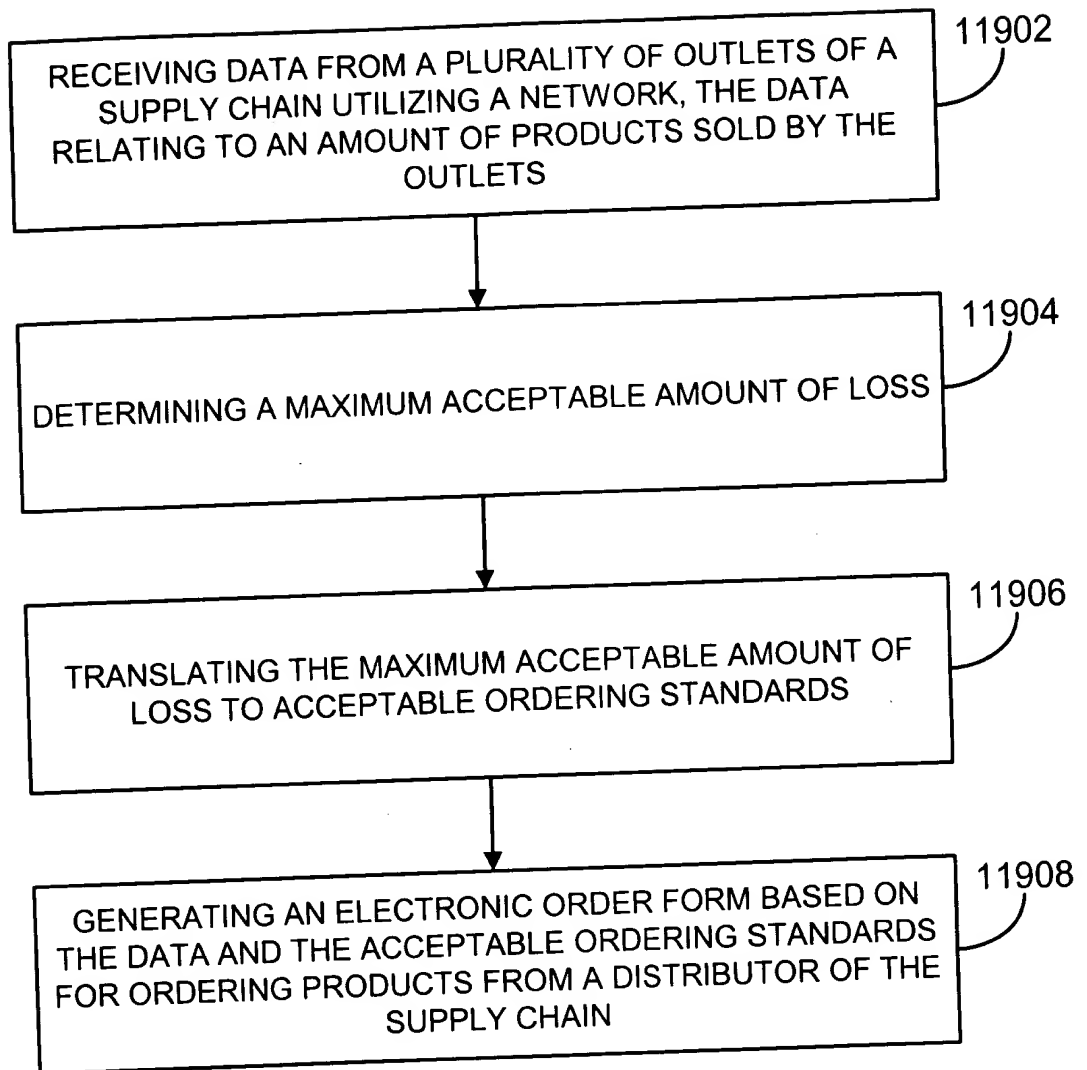 11902
RECEIVING DATA FROM A PLURALITY OF OUTLETS OF A
SUPPLY CHAIN UTILIZING A NETWORK, THE DATA
RELATING TO AN AMOUNT OF PRODUCTS SOLD BY THE
OUTLETS
11904
DETERMINING A MAXIMUM ACCEPTABLE AMOUNT OF LOSS
11906
TRANSLATING THE MAXIMUM ACCEPTABLE AMOUNT OF
LOSS TO ACCEPTABLE ORDERING STANDARDS
11908
GENERATING AN ELECTRONIC ORDER FORM BASED ON
THE DATA AND THE ACCEPTABLE ORDERING STANDARDS
FOR ORDERING PRODUCTS FROM A DISTRIBUTOR OF THE
SUPPLY CHAIN